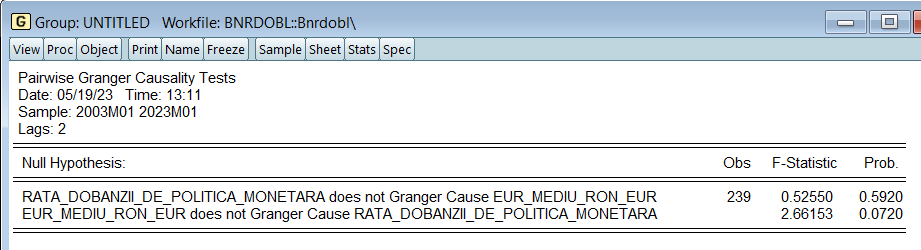 G Group: UNTITLED Workfile: BNRDOBL::Bnrdobl\
View Proc Object Print Name Freeze Sample Sheet Stats Spec
Pairwise Granger Causality Tests
Date: 05/19/23 Time: 13:11
Sample: 2003M01 2023M01
Lags: 2
Null Hypothesis: Obs F-Statistic Prob.
RATA_DOBANZII_DE_POLITICA_MONETARA does not Granger Cause EUR_MEDIU_RON_EUR 239 0.52550 0.5920
EUR_MEDIU_RON_EUR does not Granger Cause RATA_DOBANZII_DE_POLITICA_MONETARA 2.66153 0.0720